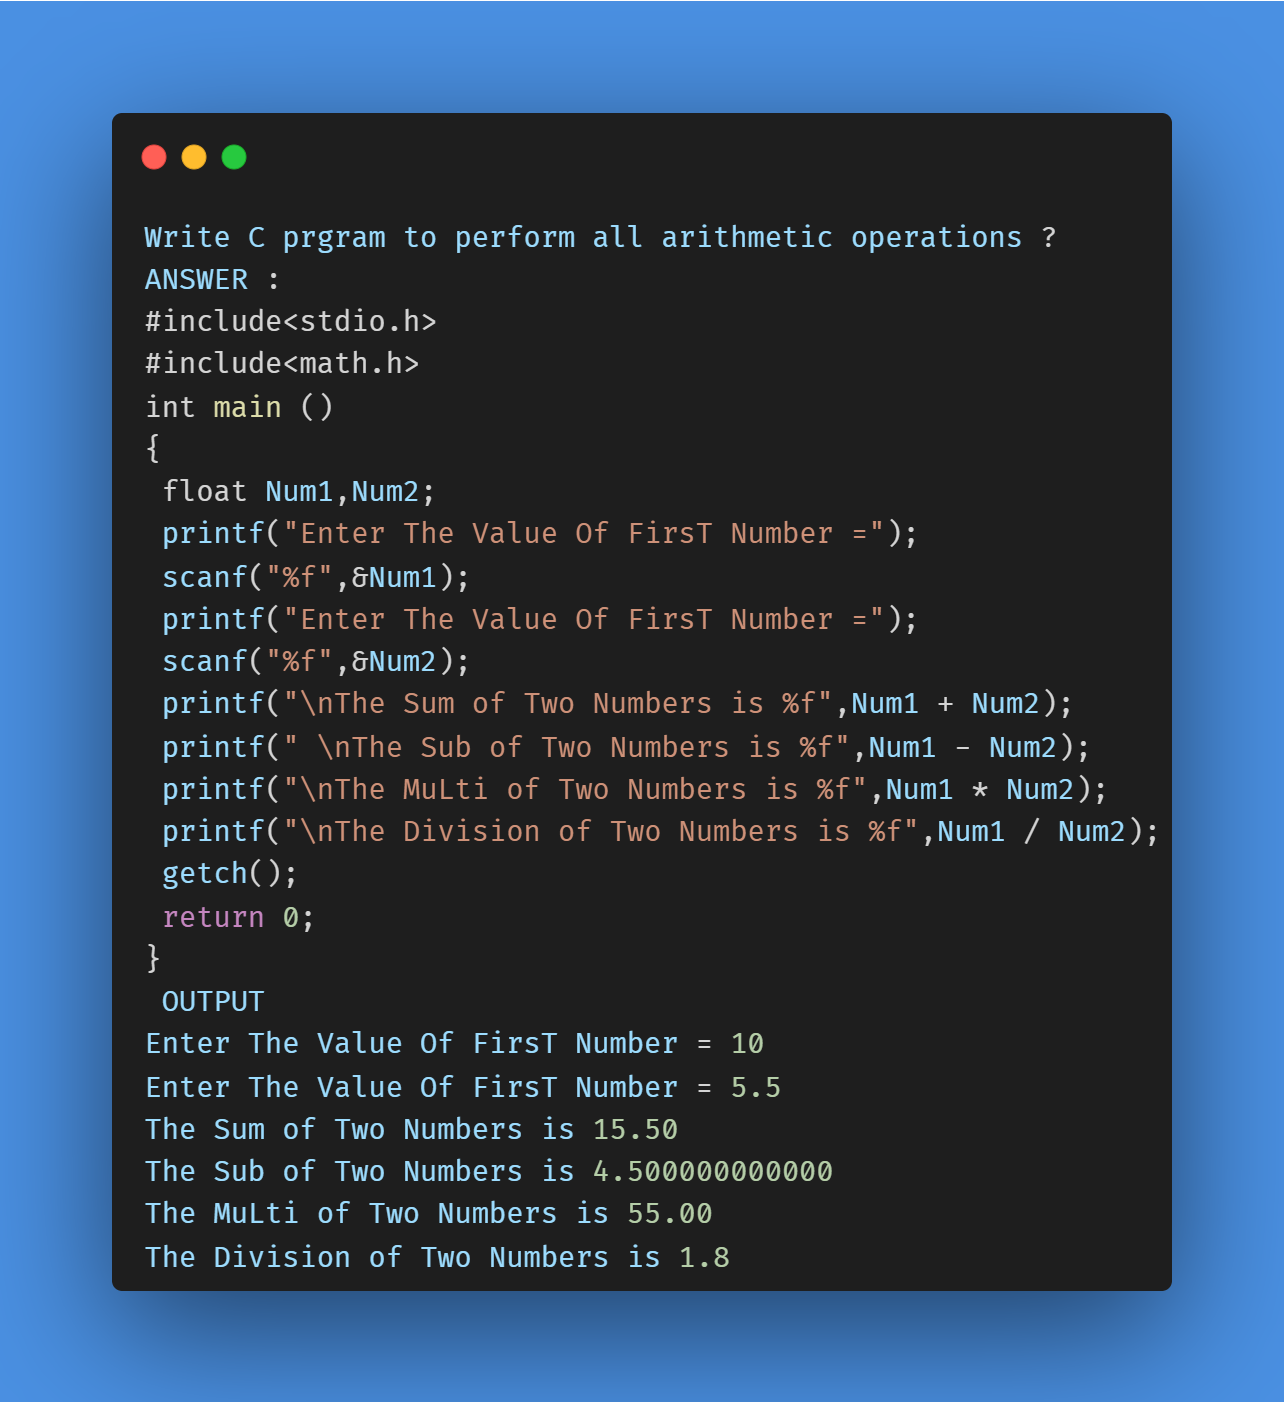 Write C prgram to perform all arithmetic operations ?
ANSWER :
#include<stdio.h>
#include<math.h>
int main ()
{
 float Num1,Num2;
 printf("Enter The Value Of FirsT Number =");
 scanf("%f",&Num1);
 printf("Enter The Value Of FirsT Number =");
 scanf("%f",&Num2);
 printf("\nThe Sum of Two Numbers is %f",Num1 + Num2);
 printf(" \nThe Sub of Two Numbers is %f",Num1 - Num2);
 printf("\nThe MuLti of Two Numbers is %f",Num1 * Num2);
 printf("\nThe Division of Two Numbers is %f",Num1 / Num2);
 getch();
 return 0;
}
 OUTPUT
Enter The Value Of FirsT Number = 10
Enter The Value Of FirsT Number = 5.5
The Sum of Two Numbers is 15.50
The Sub of Two Numbers is 4.500000000000
The MuLti of Two Numbers is 55.00
The Division of Two Numbers is 1.8